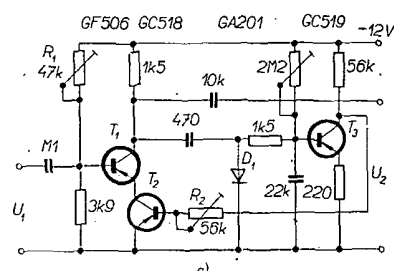 GF506 GC518 GA201 GC519
-12V
R1 47k 1k5 2M2 56k
10k
T1 470 1k5 T3
M1 D1
T2 R2 22k 220 U2
U1 3k9 56k
c)